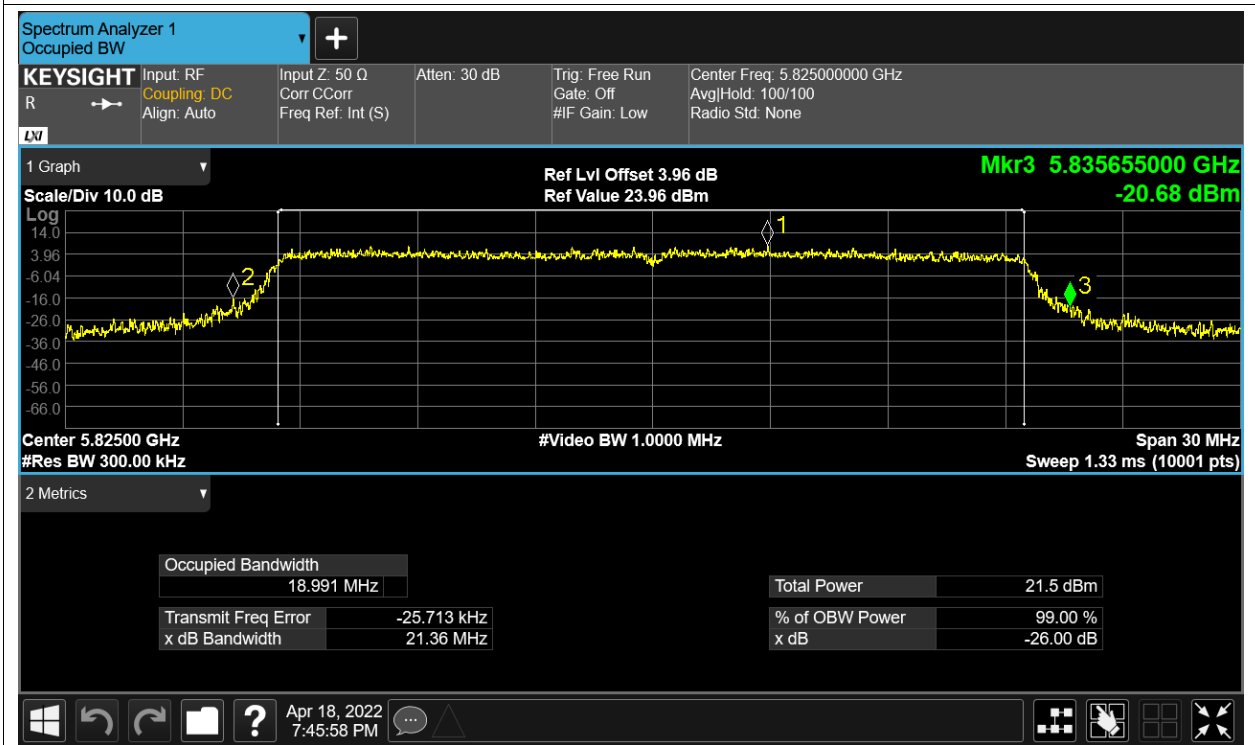 Spectrum Analyzer 1
Occupied BW
KEYSIGHT
R
LXI
Input: RF
Coupling: DC
Align: Auto
Input Z: 50 Ω
Corr CCorr
Freq Ref: Int (S)
Atten: 30 dB
Trig: Free Run
Gate: Off
#IF Gain: Low
Center Freq: 5.825000000 GHz
Avg|Hold: 100/100
Radio Std: None
1 Graph
Scale/Div 10.0 dB
Ref Lvl Offset 3.96 dB
Ref Value 23.96 dBm
Mkr3 5.835655000 GHz
-20.68 dBm
Log
14.0
3.96
-6.04
-16.0
-26.0
-36.0
-46.0
-56.0
-66.0
1
2
3
Center 5.82500 GHz
#Res BW 300.00 kHz
#Video BW 1.0000 MHz
Span 30 MHz
Sweep 1.33 ms (10001 pts)
2 Metrics
Occupied Bandwidth
18.991 MHz
Transmit Freq Error -25.713 kHz
x dB Bandwidth 21.36 MHz
Total Power 21.5 dBm
% of OBW Power 99.00 %
x dB -26.00 dB
?
Apr 18, 2022
7:45:58 PM